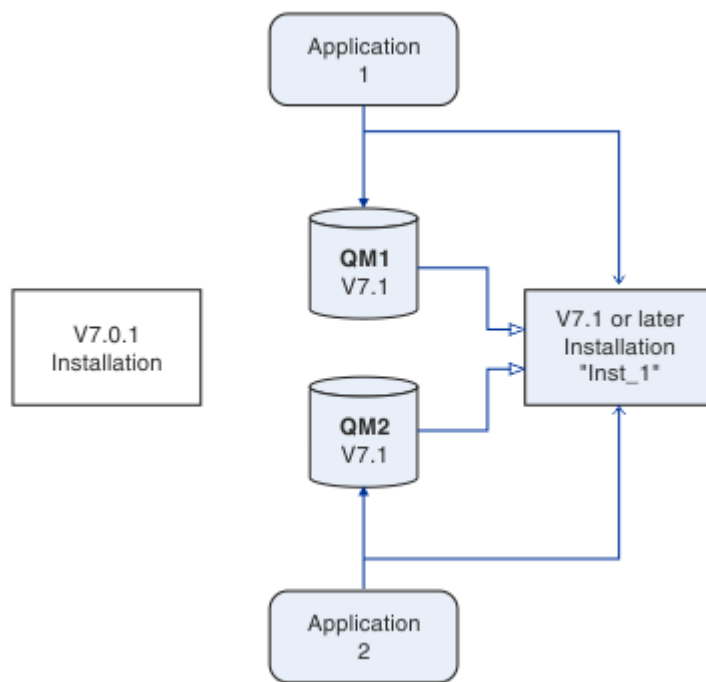 Application
1
QM1
V7.1
V7.0.1
Installation
V7.1 or later
Installation
"Inst_1"
QM2
V7.1
Application
2